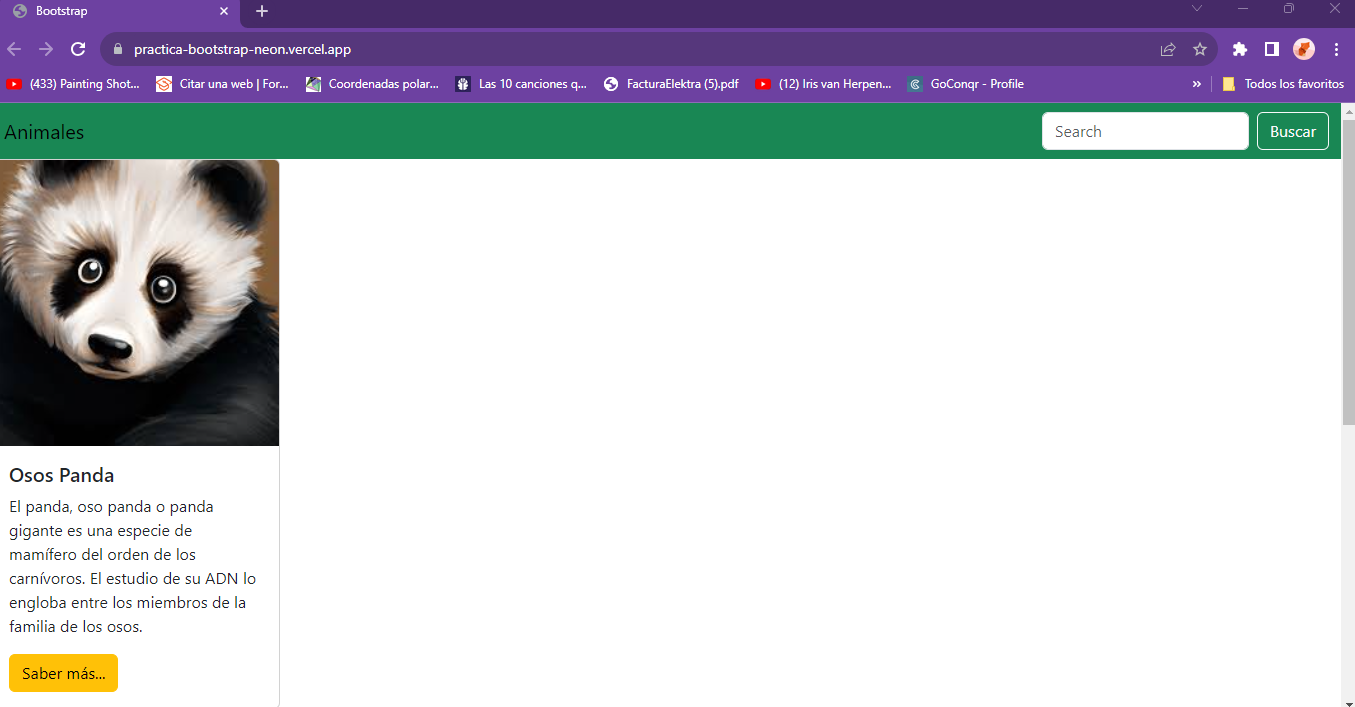 Bootstrap
practica-bootstrap-neon.vercel.app
(433) Painting Shot... Citar una web | For... Coordenadas polar... Las 10 canciones q... FacturaElektra (5).pdf (12) Iris van Herpen... GoConqr - Profile » Todos los favoritos
Animales Search Buscar
Osos Panda
El panda, oso panda o panda
gigante es una especie de
mamífero del orden de los
carnívoros. El estudio de su ADN lo
engloba entre los miembros de la
familia de los osos.
Saber más...